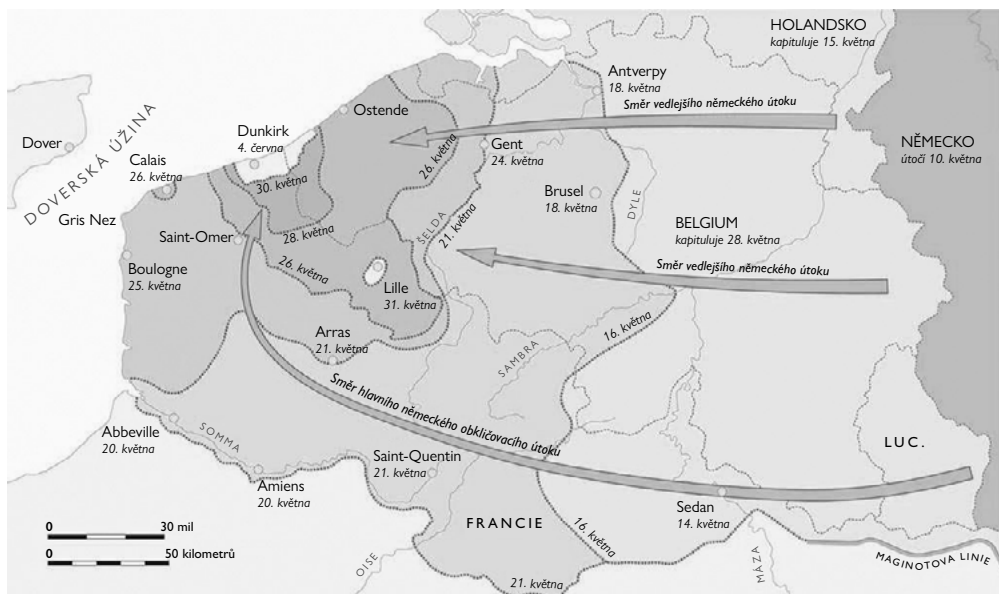 HOLANDSKO
kapituluje 15. května
Antverpy
18. května
Směr vedlejšího německého útoku
NĚMECKO
útočí 10. května
Ostende
Dover
DOVERSKÁ ÚŽINA
Dunkirk
4. června
Calais
26. května
30. května
26. května
Gent
24. května
Brusel
18. května
DYLE
BELGIUM
kapituluje 28. května
Gris Nez
Saint-Omer
28. května
ŠELDA
21. května
Směr vedlejšího německého útoku
Boulogne
25. května
26. května
Lille
31. května
Arras
21. května
16. května
SAMBRA
Směr hlavního německého obkličovacího útoku
Abbeville
20. května
SOMMA
Saint-Quentin
21. května
LUC.
Amiens
20. května
Sedan
14. května
FRANCIE
16. května
0 30 mil
0 50 kilometrů
OISE
21. května
MÁZA
MAGINOTOVA LINIE